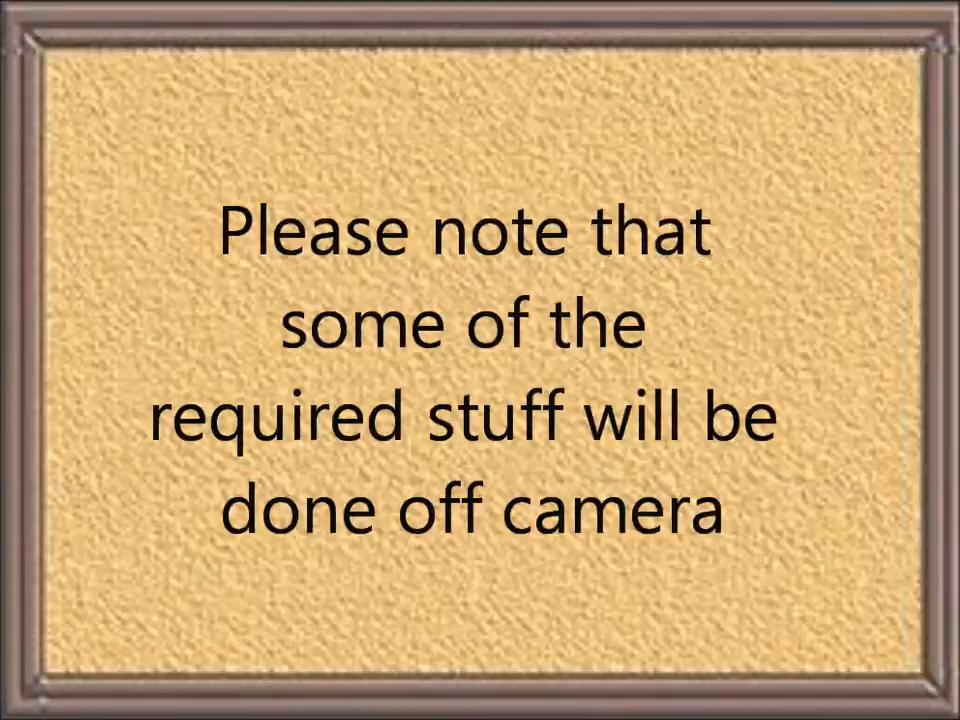 Please note that
some of the
required stuff will be
done off camera